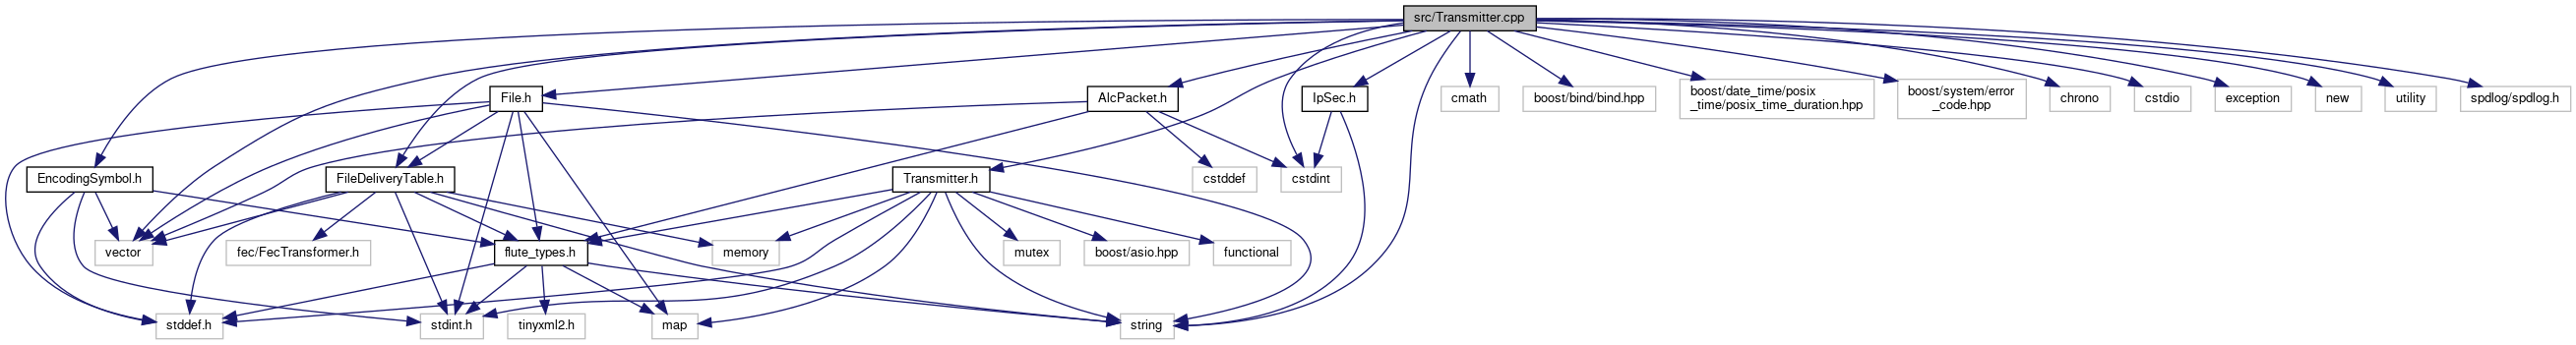 src/Transmitter.cpp
File.h
AlcPacket.h
IpSec.h
cmath
boost/bind/bind.hpp
boost/date_time/posix
_time/posix_time_duration.hpp
boost/system/error
_code.hpp
chrono
cstdio
exception
new
utility
spdlog/spdlog.h
EncodingSymbol.h
FileDeliveryTable.h
Transmitter.h
cstddef
cstdint
vector
fec/FecTransformer.h
flute_types.h
memory
mutex
boost/asio.hpp
functional
stddef.h
stdint.h
tinyxml2.h
map
string